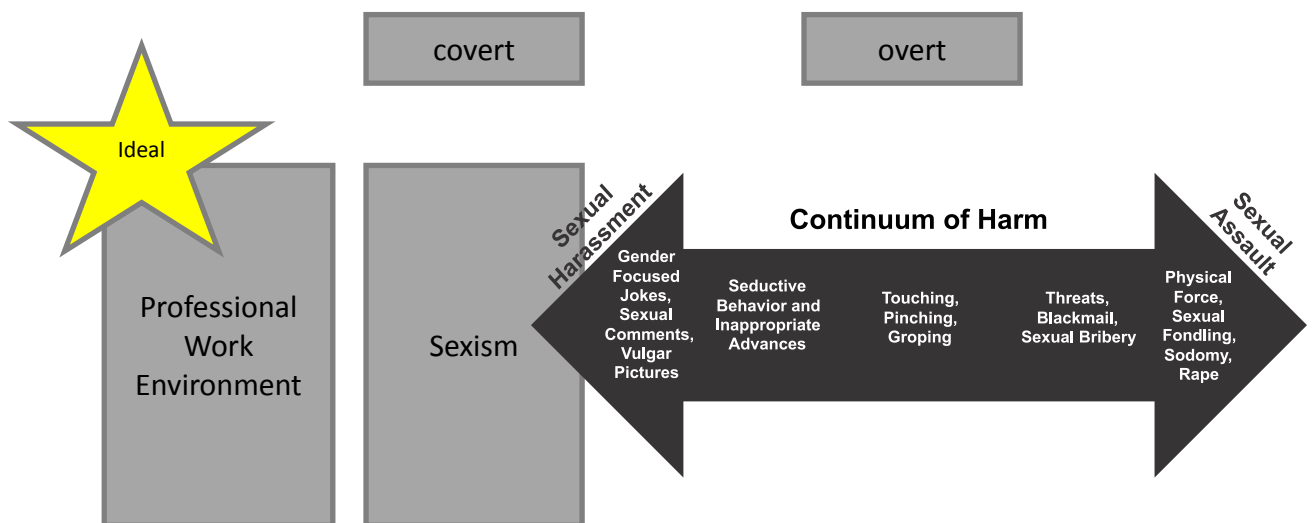 covert
overt
Ideal
Professional
Work
Environment
Sexism
Sexual
Harassment
Continuum of Harm
Gender
Focused
Jokes,
Sexual
Comments,
Vulgar
Pictures
Seductive
Behavior and
Inappropriate
Advances
Touching,
Pinching,
Groping
Threats,
Blackmail,
Sexual Bribery
Physical
Force,
Sexual
Fondling,
Sodomy,
Rape
Sexual
Assault